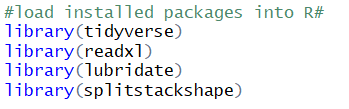 #load installed packages into R#
library(tidyverse)
library(readxl)
library(lubridate)
library(splitstackshape)